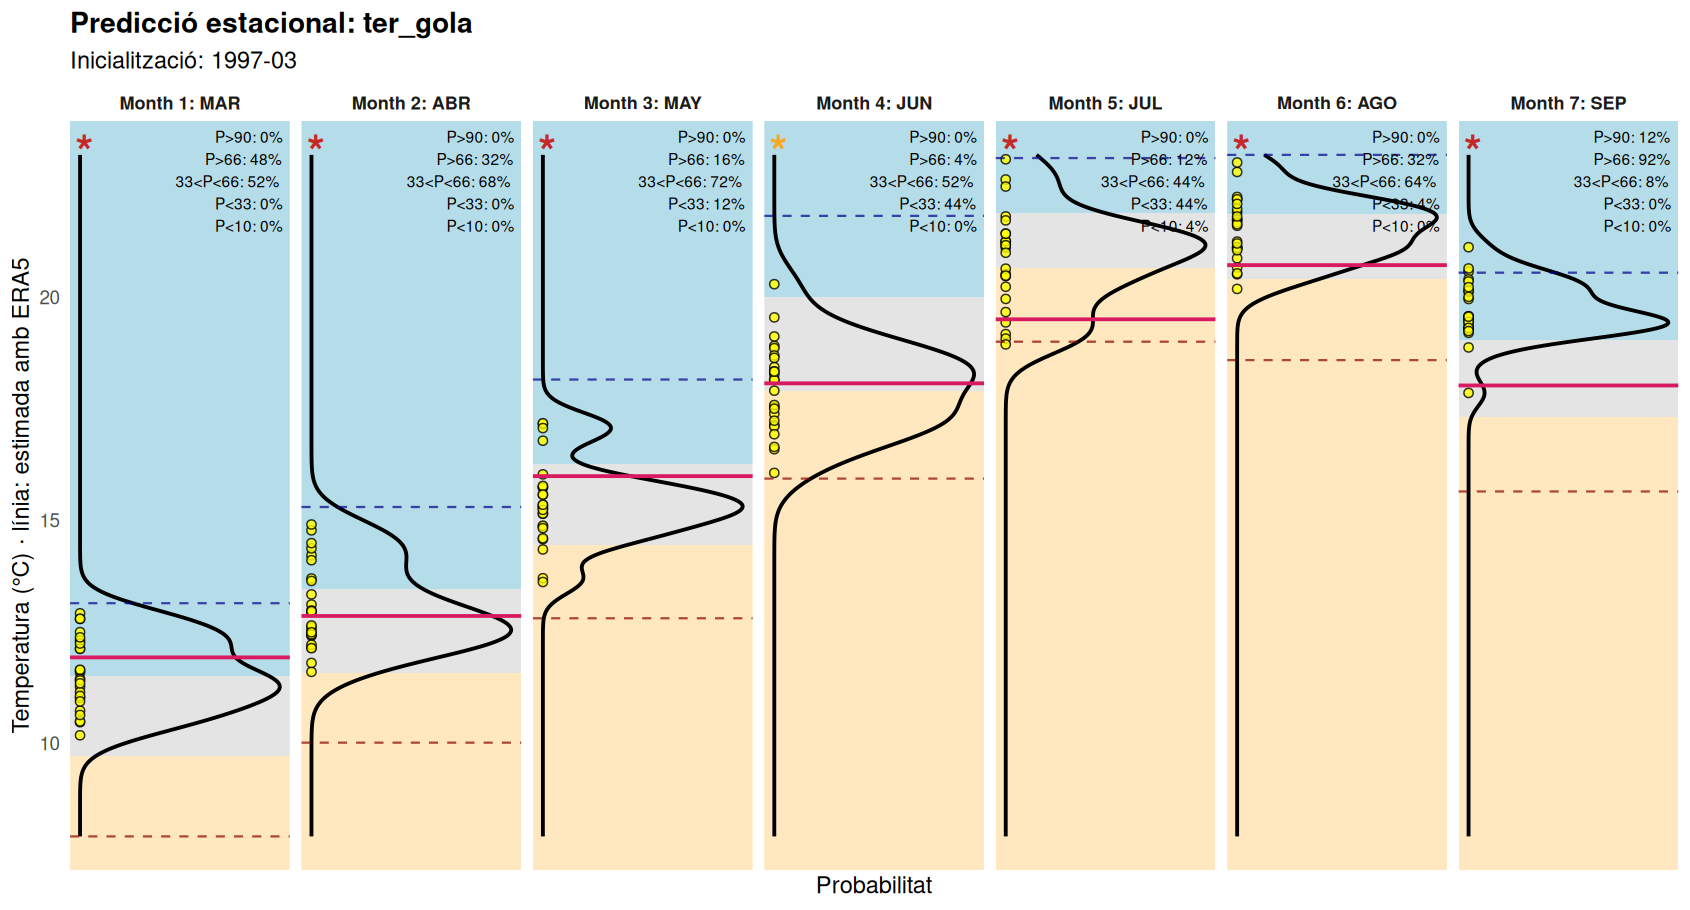 Predicció estacional: ter_gola
Inicialització: 1997-03
Month 1: MAR
Month 2: ABR
Month 3: MAY
Month 4: JUN
Month 5: JUL
Month 6: AGO
Month 7: SEP
*
P>90: 0%
P>66: 48%
33<P<66: 52%
P<33: 0%
P<10: 0%
*
P>90: 0%
P>66: 32%
33<P<66: 68%
P<33: 0%
P<10: 0%
*
P>90: 0%
P>66: 16%
33<P<66: 72%
P<33: 12%
P<10: 0%
*
P>90: 0%
P>66: 4%
33<P<66: 52%
P<33: 44%
P<10: 0%
*
P>90: 0%
P>66: 12%
33<P<66: 44%
P<33: 44%
P<10: 4%
*
P>90: 0%
P>66: 32%
33<P<66: 64%
P<33: 4%
P<10: 0%
*
P>90: 12%
P>66: 92%
33<P<66: 8%
P<33: 0%
P<10: 0%
Temperatura (°C) · línia: estimada amb ERA5
20
15
10
Probabilitat